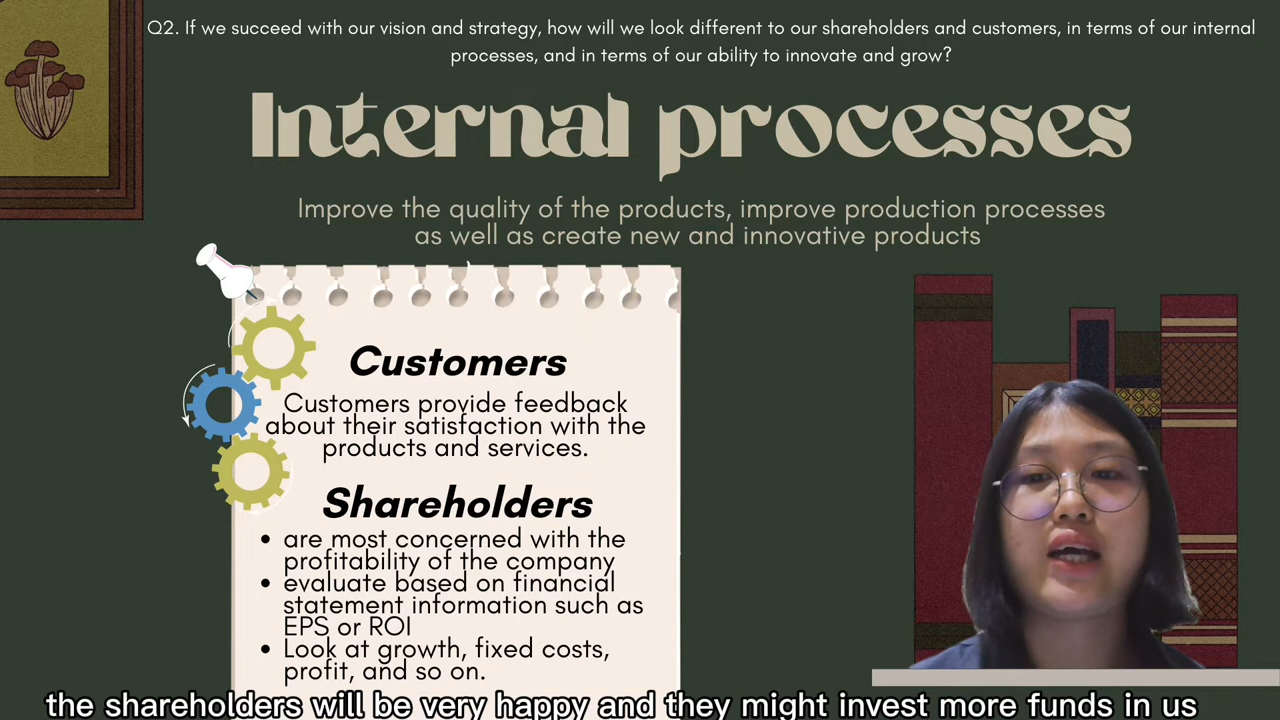 Q2. If we succeed with our vision and strategy, how will we look different to our shareholders and customers, in terms of our internal
processes, and in terms of our ability to innovate and grow?
Internal processes
Improve the quality of the products, improve production processes
as well as create new and innovative products
Customers
Customers provide feedback
about their satisfaction with the
products and services.
Shareholders
• are most concerned with the
profitability of the company
• evaluate based on financial
statement information such as
EPS or ROI
• Look at growth, fixed costs,
profit, and so on.
the shareholders will be very happy and they might invest more funds in us